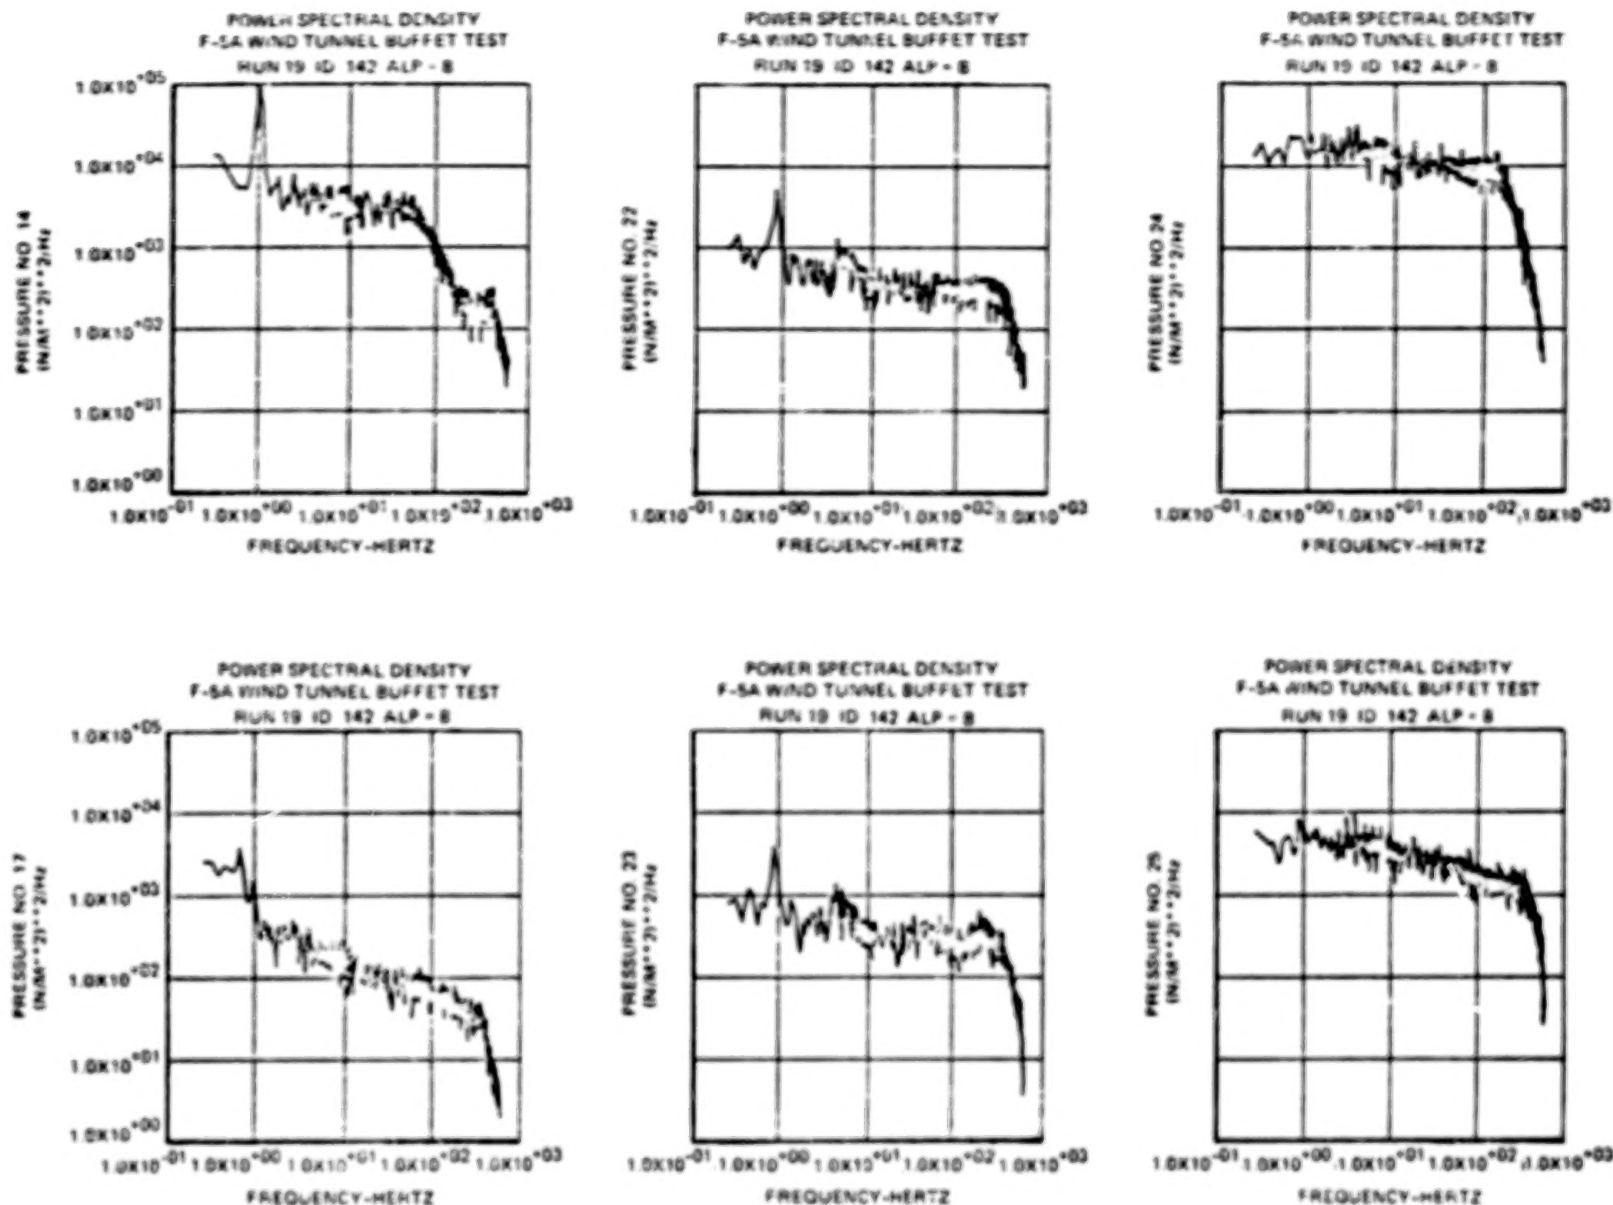 POWER SPECTRAL DENSITY
F-5A WIND TUNNEL BUFFET TEST
RUN 19 ID 142 ALP - 8
PRESSURE NO 14
(N/M**2)**2/Hz
1.0X10+05
1.0X10+04
1.0X10+03
1.0X10+02
1.0X10+01
1.0X10+00
1.0X10-01 1.0X10+00 1.0X10+01 1.0X10+02 1.0X10+03
FREQUENCY-HERTZ
POWER SPECTRAL DENSITY
F-5A WIND TUNNEL BUFFET TEST
RUN 19 ID 142 ALP - 8
PRESSURE NO. 22
(N/M**2)**2/Hz
1.0X10-01 1.0X10+00 1.0X10+01 1.0X10+02 1.0X10+03
FREQUENCY-HERTZ
POWER SPECTRAL DENSITY
F-5A WIND TUNNEL BUFFET TEST
RUN 19 ID 142 ALP - 8
PRESSURE NO. 24
(N/M**2)**2/Hz
1.0X10-01 1.0X10+00 1.0X10+01 1.0X10+02 1.0X10+03
FREQUENCY-HERTZ
POWER SPECTRAL DENSITY
F-5A WIND TUNNEL BUFFET TEST
RUN 19 ID 142 ALP - 8
PRESSURE NO. 17
(N/M**2)**2/Hz
1.0X10+05
1.0X10+04
1.0X10+03
1.0X10+02
1.0X10+01
1.0X10+00
1.0X10-01 1.0X10+00 1.0X10+01 1.0X10+02 1.0X10+03
FREQUENCY-HERTZ
POWER SPECTRAL DENSITY
F-5A WIND TUNNEL BUFFET TEST
RUN 19 ID 142 ALP - 8
PRESSURE NO. 23
(N/M**2)**2/Hz
1.0X10-01 1.0X10+00 1.0X10+01 1.0X10+02 1.0X10+03
FREQUENCY-HERTZ
POWER SPECTRAL DENSITY
F-5A WIND TUNNEL BUFFET TEST
RUN 19 ID 142 ALP - 8
PRESSURE NO. 25
(N/M**2)**2/Hz
1.0X10-01 1.0X10+00 1.0X10+01 1.0X10+02 1.0X10+03
FREQUENCY-HERTZ